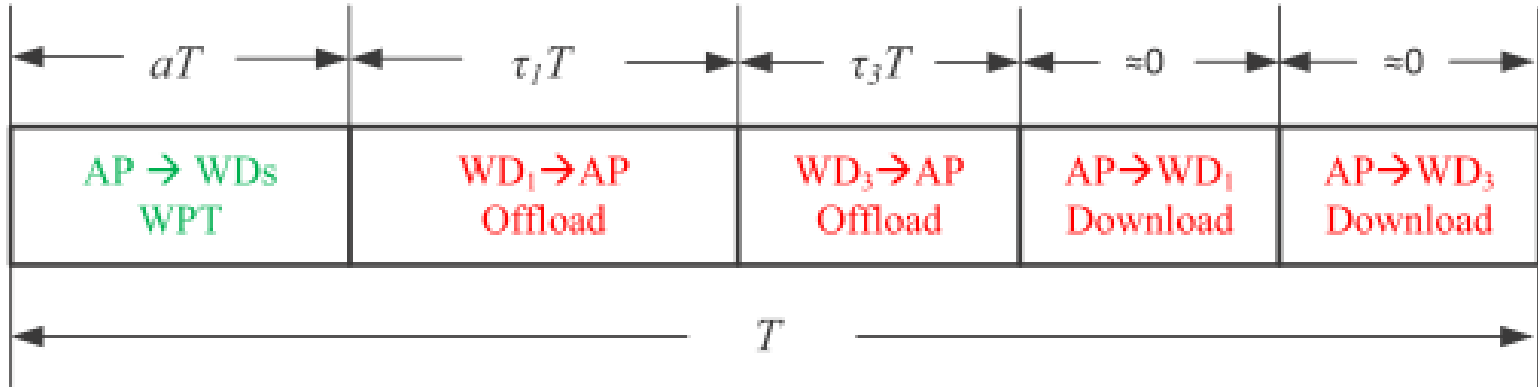 aT τ₁T τ₃T ≈0 ≈0
AP → WDs WD₁→AP WD₃→AP AP→WD₁ AP→WD₃
WPT Offload Offload Download Download
T